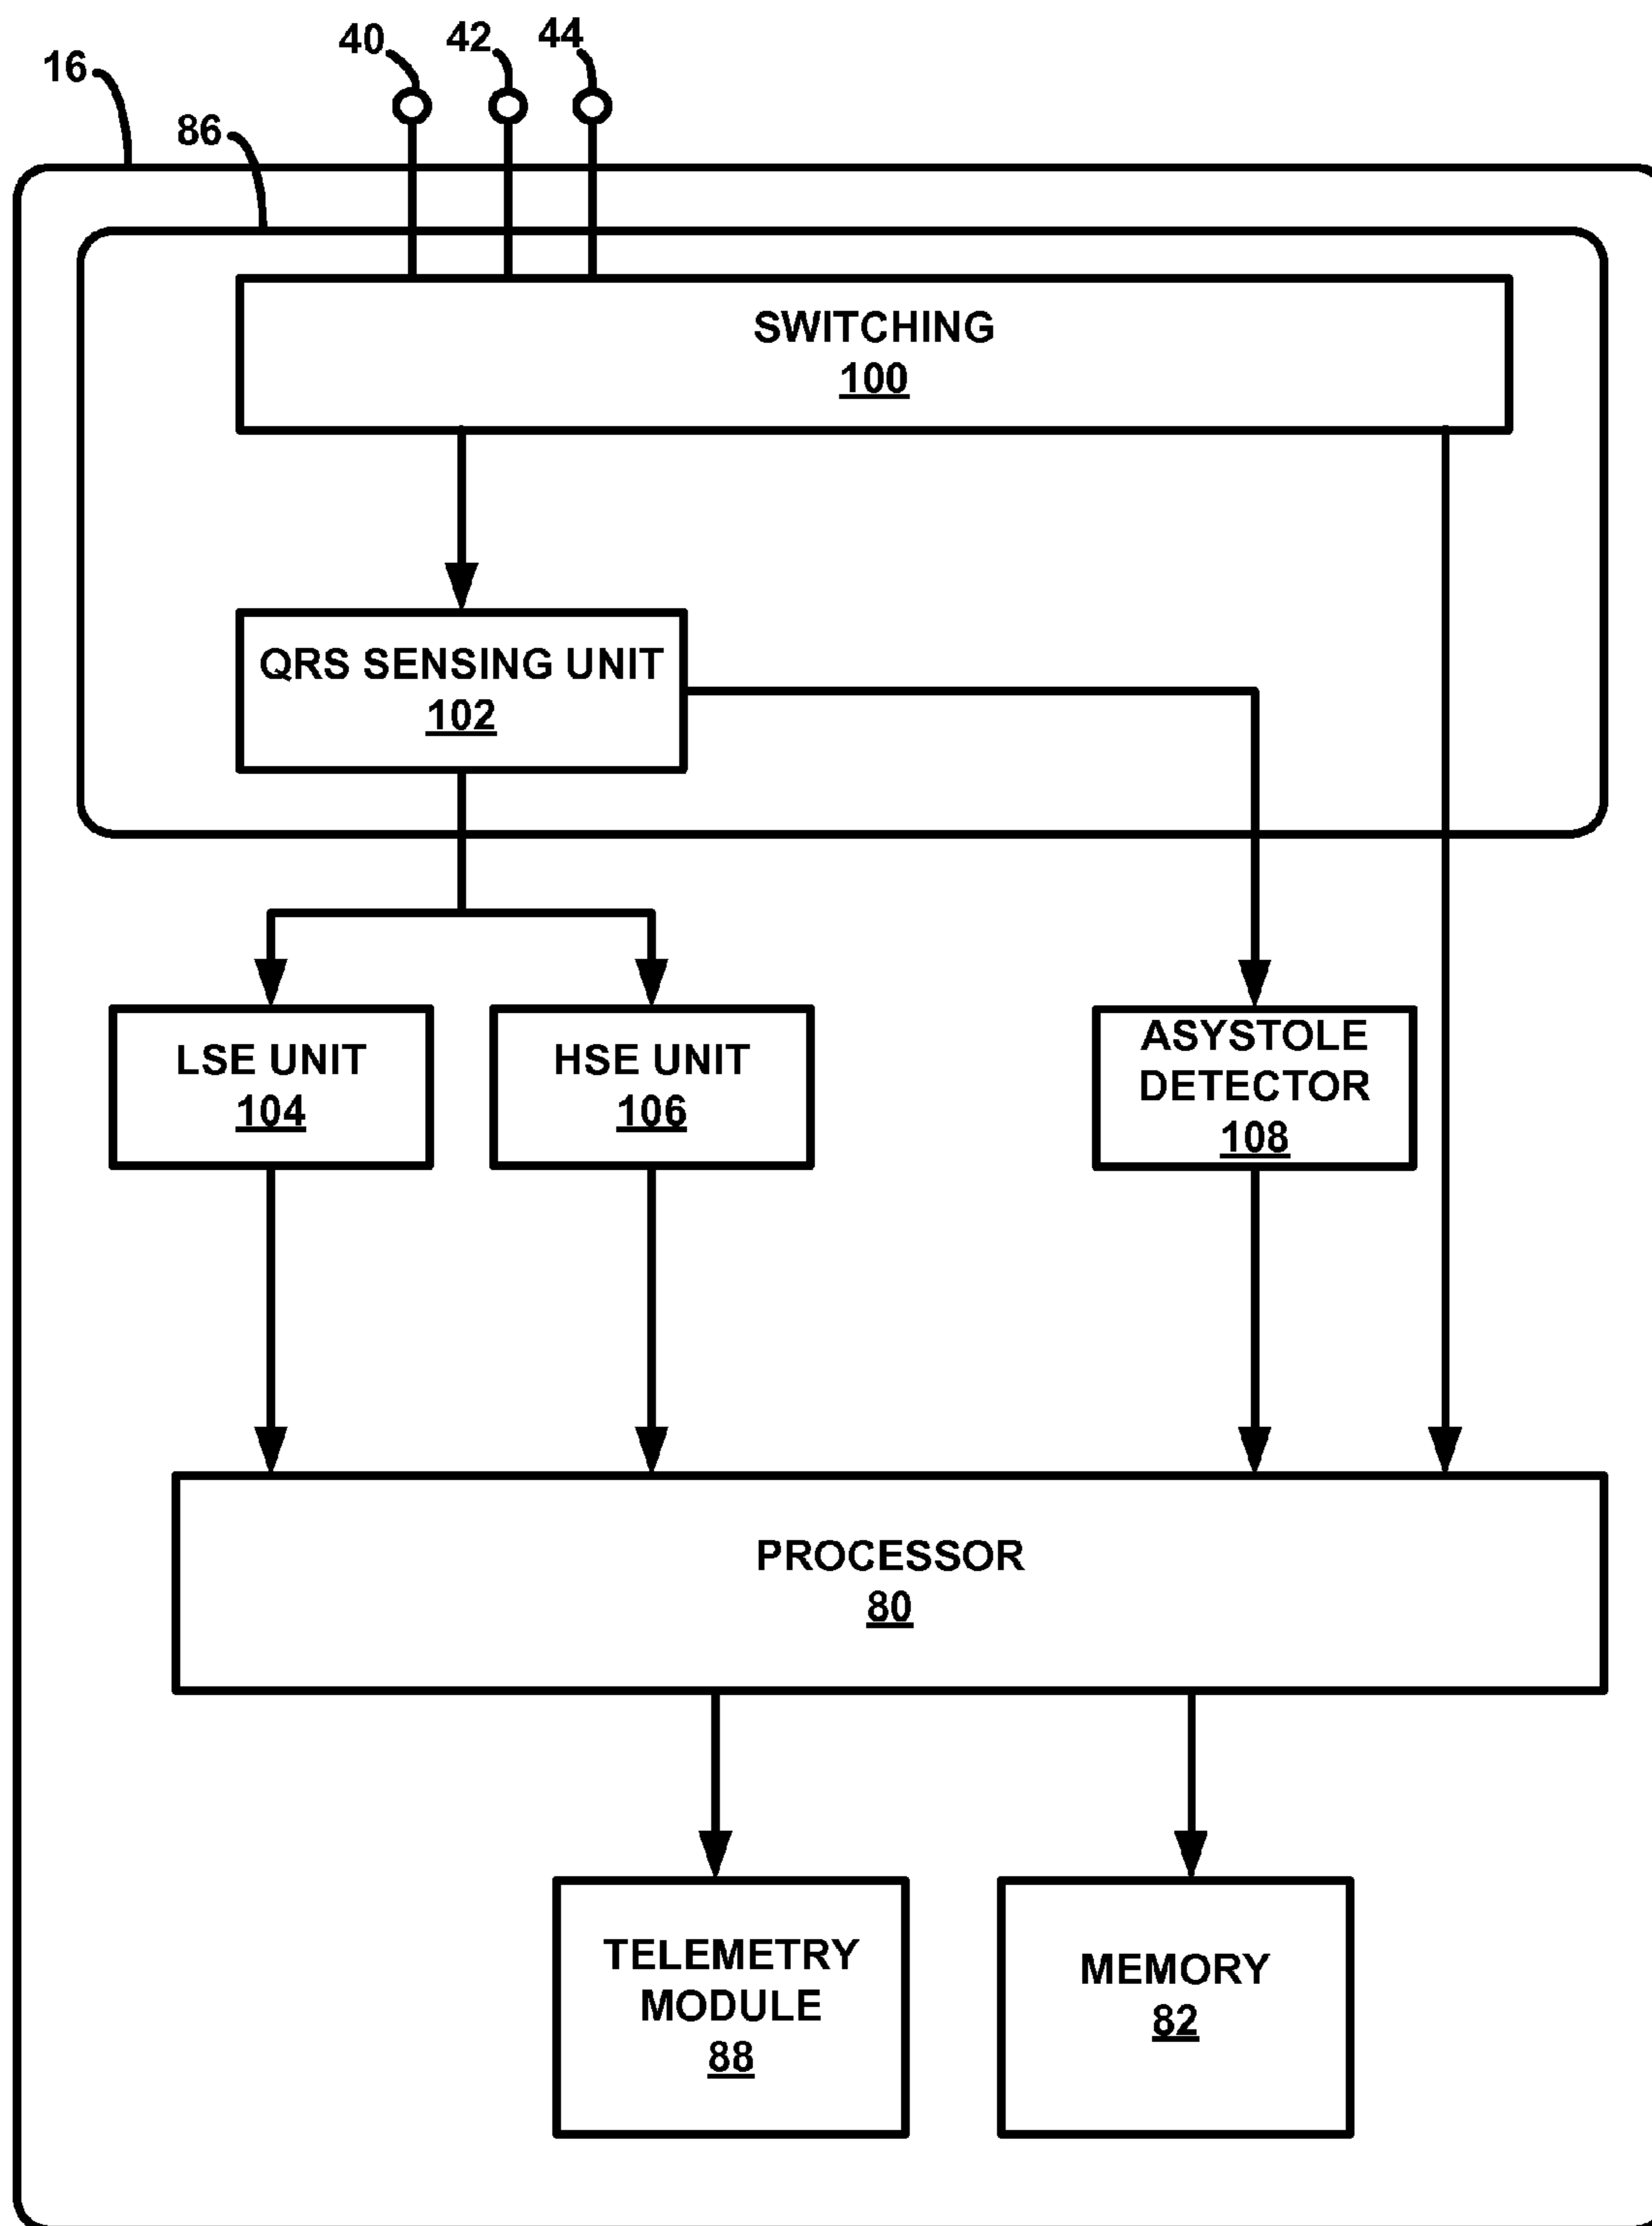 40
42
44
16
86
SWITCHING
100
QRS SENSING UNIT
102
LSE UNIT
104
HSE UNIT
106
ASYSTOLE
DETECTOR
108
PROCESSOR
80
TELEMETRY
MODULE
88
MEMORY
82